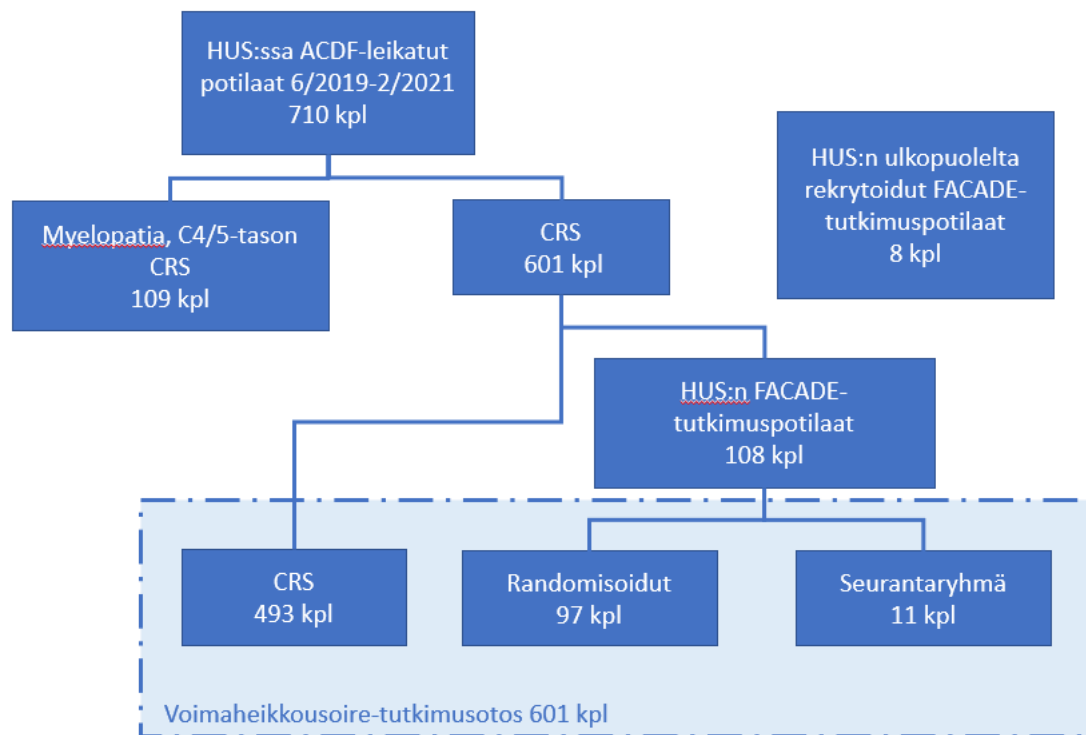 HUS:ssa ACDF-leikatut
potilaat 6/2019-2/2021
710 kpl
HUS:n ulkopuolelta
rekrytoidut FACADE-
tutkimuspotilaat
8 kpl
Myelopatia, C4/5-tason
CRS
109 kpl
CRS
601 kpl
HUS:n FACADE-
tutkimuspotilaat
108 kpl
CRS
493 kpl
Randomisoidut
97 kpl
Seurantaryhmä
11 kpl
Voimaheikkousoire-tutkimusotos 601 kpl